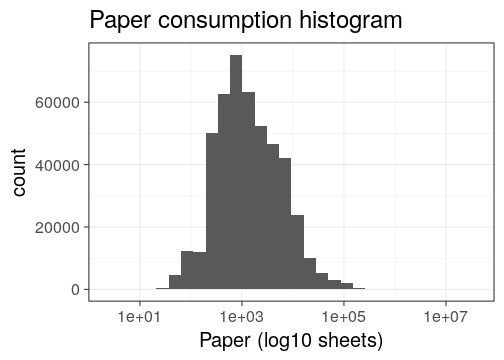 Paper consumption histogram
count
60000
40000
20000
0
1e+01 1e+03 1e+05 1e+07
Paper (log10 sheets)